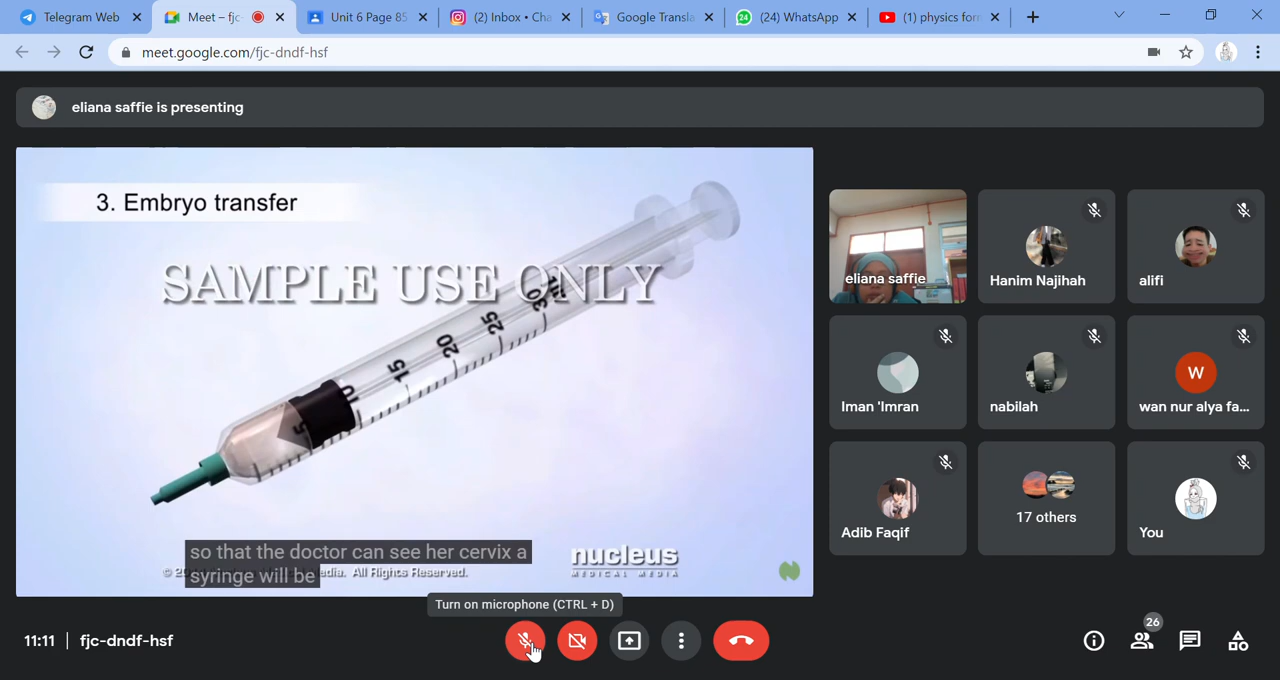 Telegram Web
Meet – fjc-
Unit 6 Page 85
(2) Inbox • Cha
Google Transla
(24) WhatsApp
(1) physics for
meet.google.com/fjc-dndf-hsf
eliana saffie is presenting
3. Embryo transfer
SAMPLE USE ONLY
5
10
15
20
25
30
so that the doctor can see her cervix a
syringe will be
All Rights Reserved.
nucleus
MEDICAL MEDIA
eliana saffie
Hanim Najihah
alifi
Iman 'Imran
nabilah
W
wan nur alya fa...
Adib Faqif
17 others
You
Turn on microphone (CTRL + D)
11:11 | fjc-dndf-hsf
26